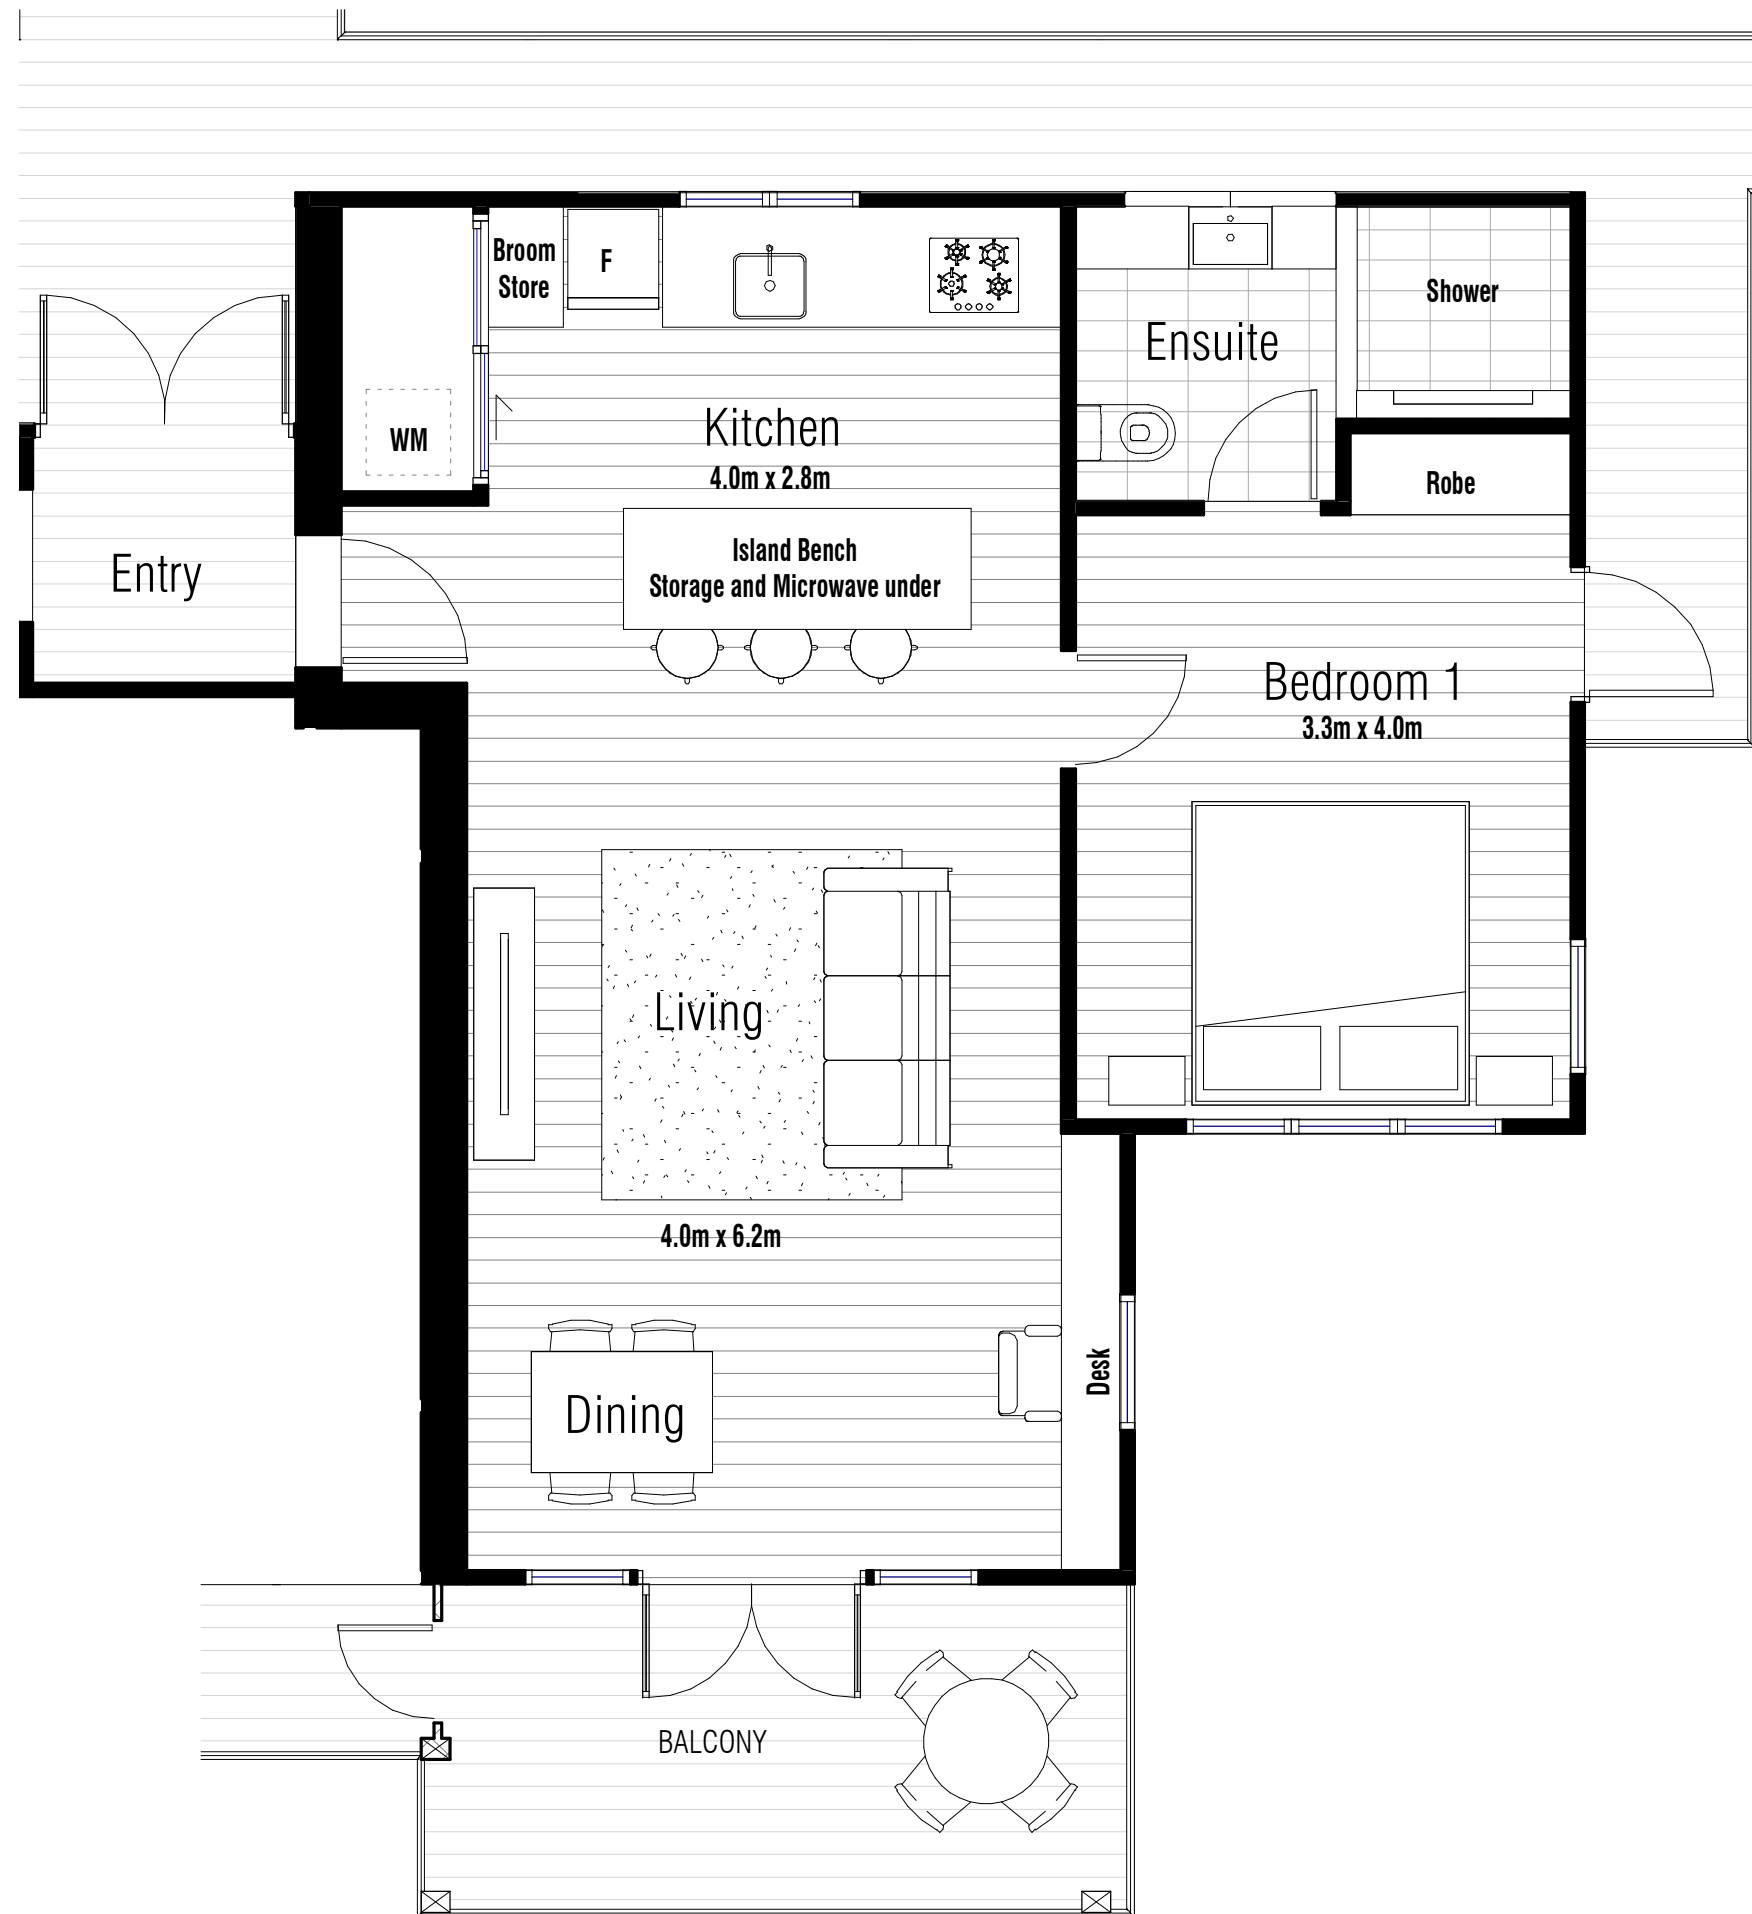 Broom
Store
F
Shower
Ensuite
Kitchen
4.0m x 2.8m
WM
Robe
Island Bench
Storage and Microwave under
Entry
Bedroom 1
3.3m x 4.0m
Living
4.0m x 6.2m
Desk
Dining
BALCONY